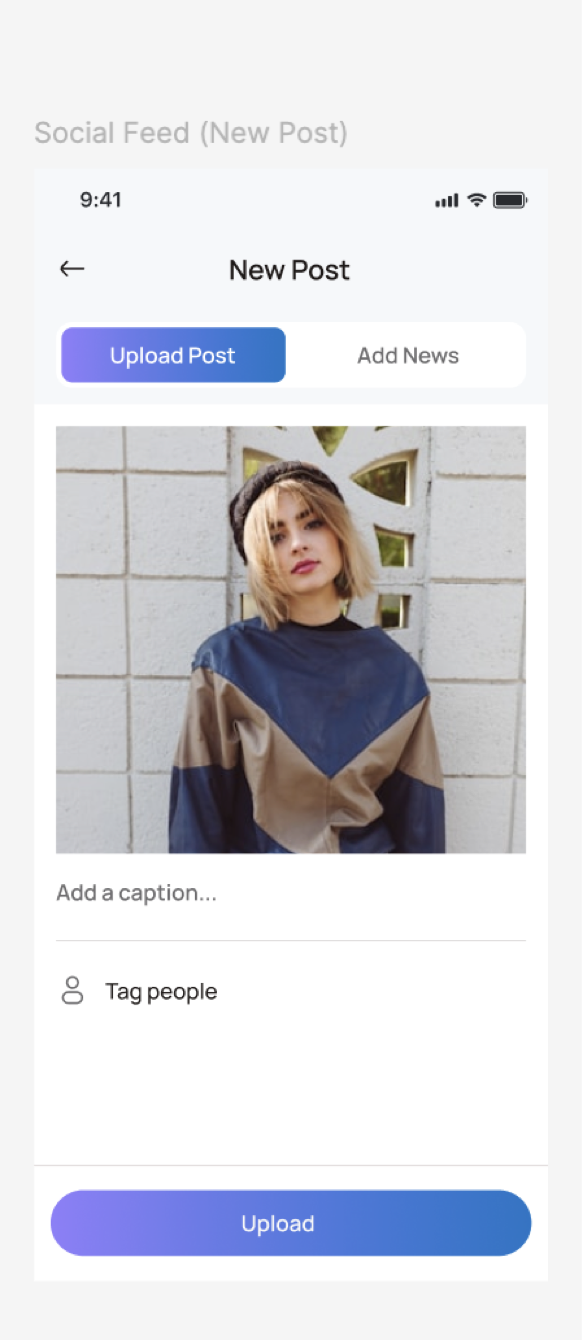 Social Feed (New Post)
9:41
New Post
Upload Post
Add News
Add a caption...
Tag people
Upload